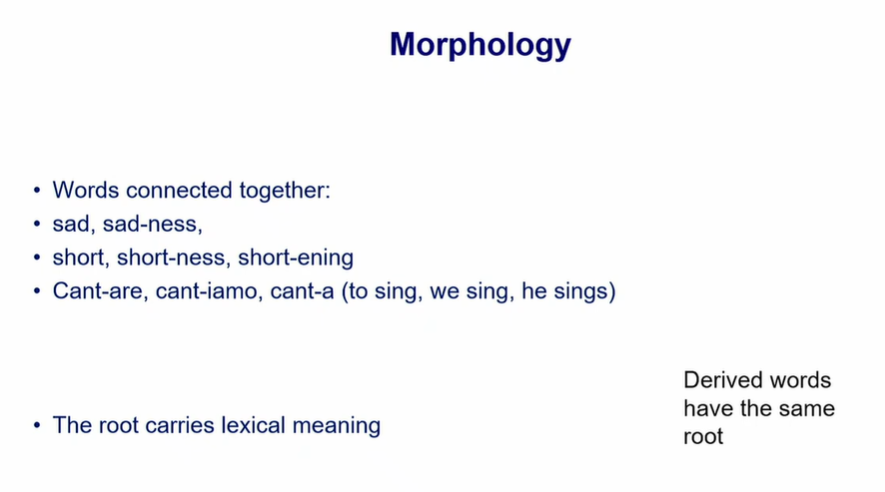 Morphology
• Words connected together:
• sad, sad-ness,
• short, short-ness, short-ening
• Cant-are, cant-iamo, cant-a (to sing, we sing, he sings)
• The root carries lexical meaning
Derived words
have the same
root